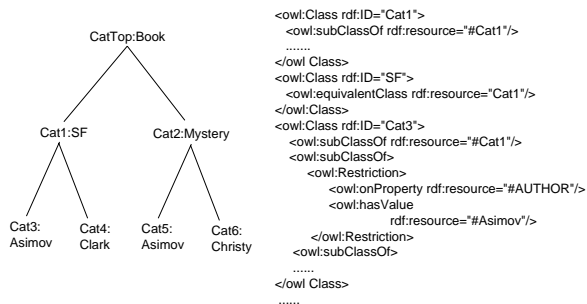 CatTop:Book
Cat1:SF
Cat2:Mystery
Cat3:
Asimov
Cat4:
Clark
Cat5:
Asimov
Cat6:
Christy
<owl:Class rdf:ID="Cat1">
<owl:subClassOf rdf:resource="#Cat1"/>
.......
</owl Class>
<owl:Class rdf:ID="SF">
<owl:equivalentClass rdf:resource="Cat1"/>
</owl:Class>
<owl:Class rdf:ID="Cat3">
<owl:subClassOf rdf:resource="#Cat1"/>
<owl:subClassOf>
<owl:Restriction>
<owl:onProperty rdf:resource="#AUTHOR"/>
<owl:hasValue
rdf:resource="#Asimov"/>
</owl:Restriction>
<owl:subClassOf>
......
</owl Class>
......